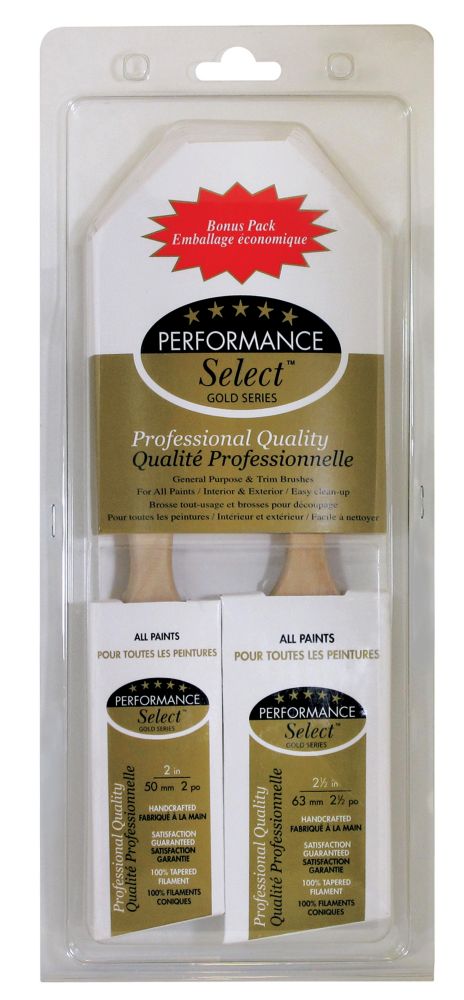 Bonus Pack
Emballage économique
PERFORMANCE
Select™
GOLD SERIES
Professional Quality
Qualité Professionnelle
General Purpose & Trim Brushes
For All Paints / Interior & Exterior / Easy clean-up
Brosse tout-usage et brosses pour découpage
Pour toutes les peintures / Intérieur et extérieur / Facile à nettoyer
ALL PAINTS
POUR TOUTES LES PEINTURES
PERFORMANCE
Select™
GOLD SERIES
Professional Quality
Qualité Professionnelle
2 in
50 mm 2 po
HANDCRAFTED
FABRIQUÉ À LA MAIN
SATISFACTION
GUARANTEED
SATISFACTION
GARANTIE
100% TAPERED
FILAMENT
100% FILAMENTS
CONIQUES
ALL PAINTS
POUR TOUTES LES PEINTURES
PERFORMANCE
Select™
GOLD SERIES
Professional Quality
Qualité Professionnelle
2½ in
63 mm 2½ po
HANDCRAFTED
FABRIQUÉ À LA MAIN
SATISFACTION
GUARANTEED
SATISFACTION
GARANTIE
100% TAPERED
FILAMENT
100% FILAMENTS
CONIQUES